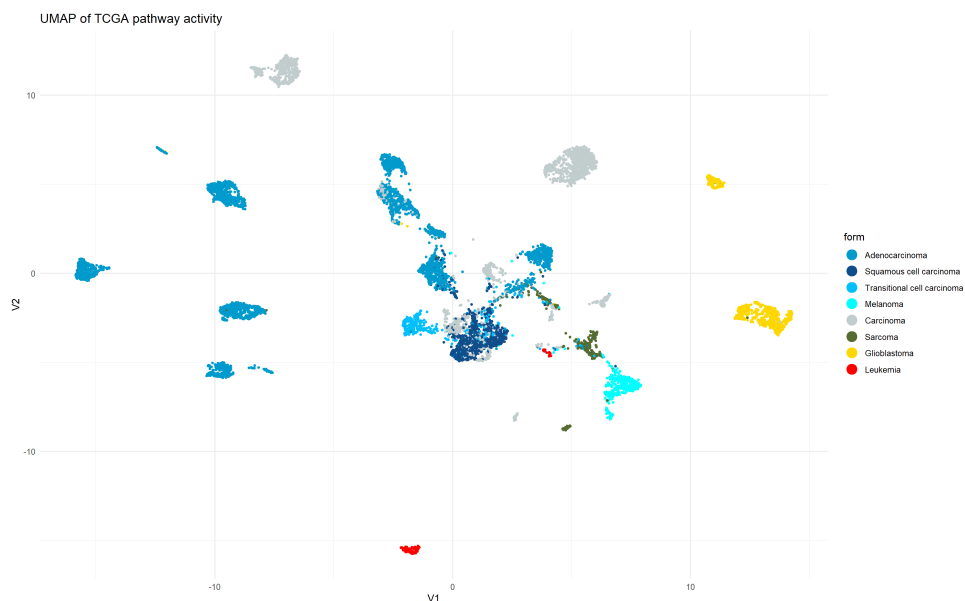 UMAP of TCGA pathway activity
10
0
-10
V2
-10
0
10
V1
form
Adenocarcinoma
Squamous cell carcinoma
Transitional cell carcinoma
Melanoma
Carcinoma
Sarcoma
Glioblastoma
Leukemia